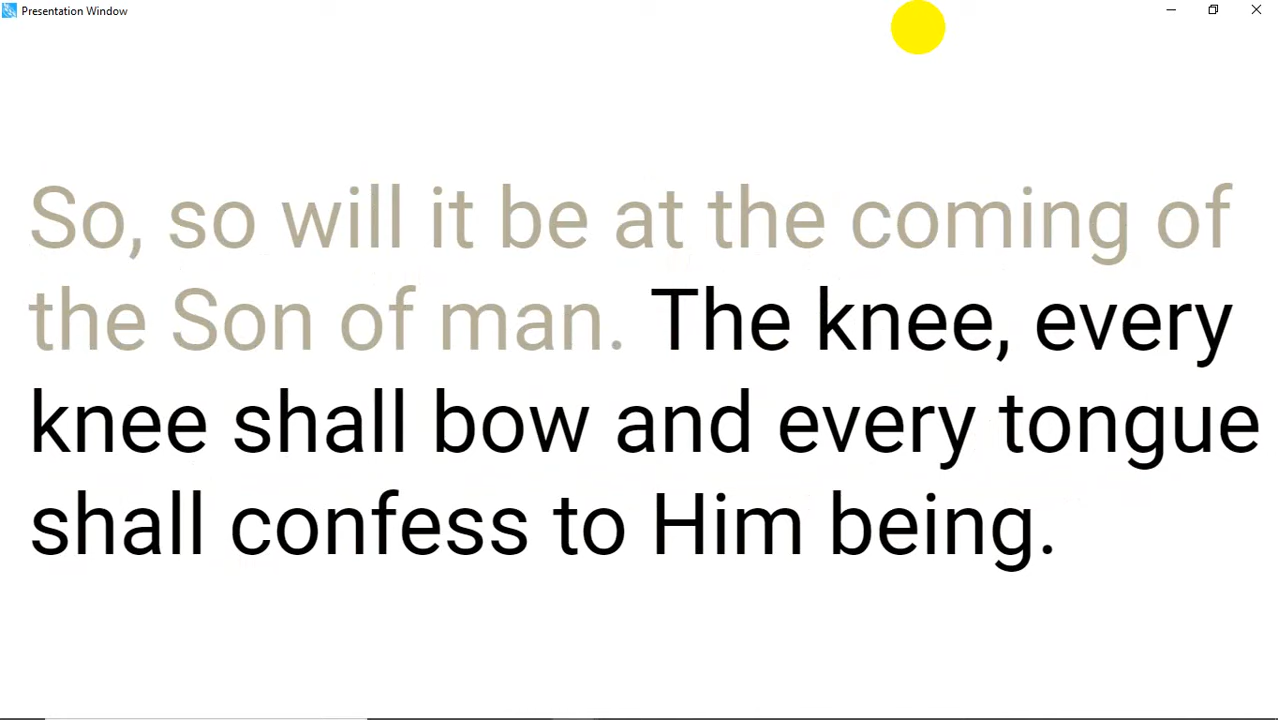 Presentation Window
So, so will it be at the coming of
the Son of man. The knee, every
knee shall bow and every tongue
shall confess to Him being.